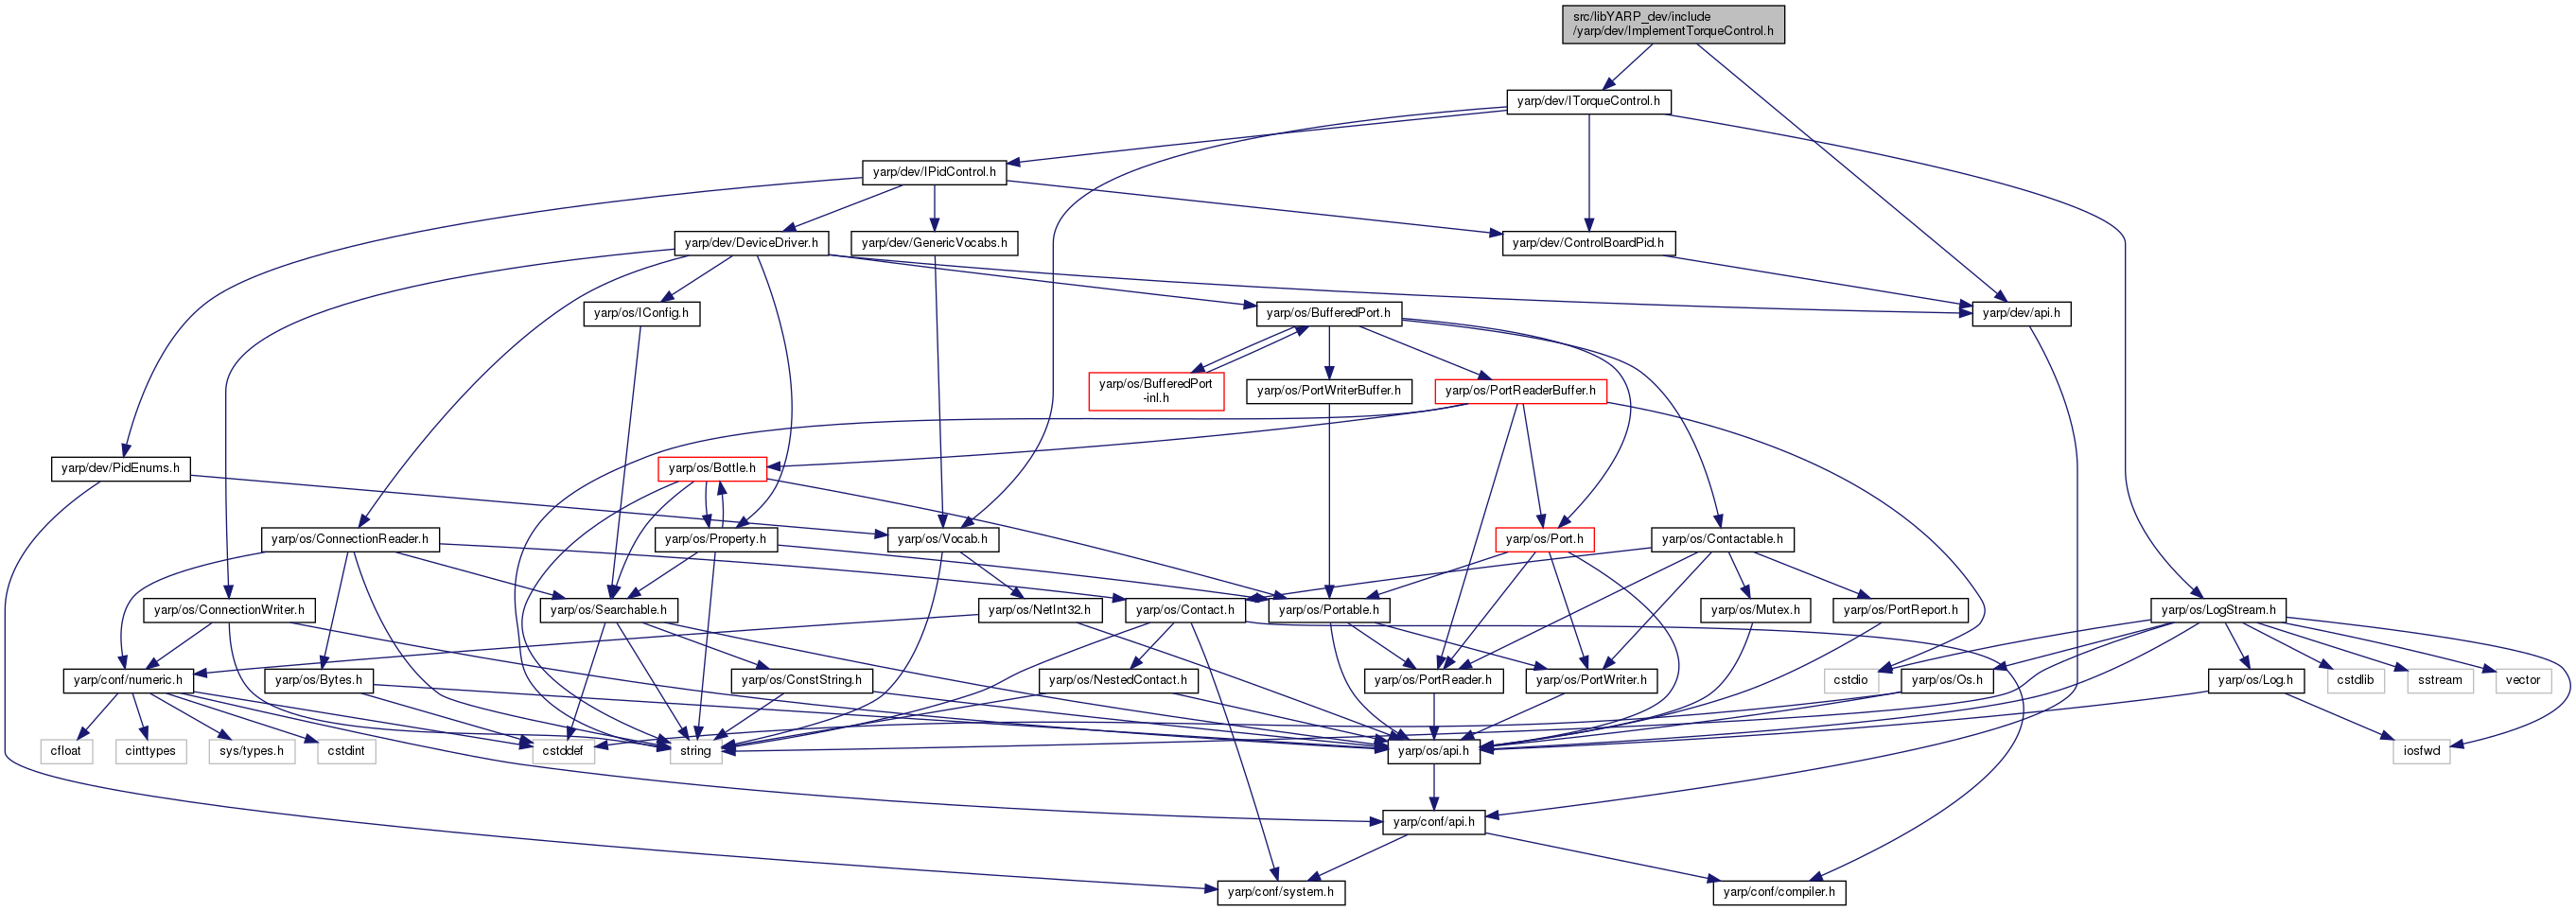 src/libYARP_dev/include
/yarp/dev/ImplementTorqueControl.h
yarp/dev/ITorqueControl.h
yarp/dev/IPidControl.h
yarp/dev/DeviceDriver.h
yarp/dev/GenericVocabs.h
yarp/dev/ControlBoardPid.h
yarp/os/IConfig.h
yarp/os/BufferedPort.h
yarp/dev/api.h
yarp/os/BufferedPort
-inl.h
yarp/os/PortWriterBuffer.h
yarp/os/PortReaderBuffer.h
yarp/dev/PidEnums.h
yarp/os/Bottle.h
yarp/os/ConnectionReader.h
yarp/os/Property.h
yarp/os/Vocab.h
yarp/os/Port.h
yarp/os/Contactable.h
yarp/os/ConnectionWriter.h
yarp/os/Searchable.h
yarp/os/NetInt32.h
yarp/os/Contact.h
yarp/os/Portable.h
yarp/os/Mutex.h
yarp/os/PortReport.h
yarp/os/LogStream.h
yarp/conf/numeric.h
yarp/os/Bytes.h
yarp/os/ConstString.h
yarp/os/NestedContact.h
yarp/os/PortReader.h
yarp/os/PortWriter.h
cstdio
yarp/os/Os.h
yarp/os/Log.h
cstdlib
sstream
vector
cfloat
cinttypes
sys/types.h
cstdint
cstddef
string
yarp/os/api.h
iosfwd
yarp/conf/api.h
yarp/conf/system.h
yarp/conf/compiler.h